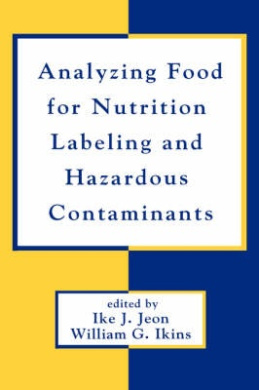 Analyzing Food
for Nutrition
Labeling and
Hazardous
Contaminants
edited by
Ike J. Jeon
William G. Ikins